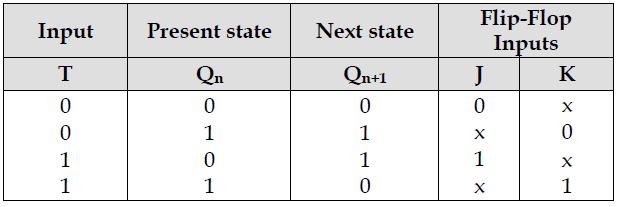 Input Present state Next state Flip-Flop Inputs
T Qn Qn+1 J K
0 0 0 0 x
0 1 1 x 0
1 0 1 1 x
1 1 0 x 1